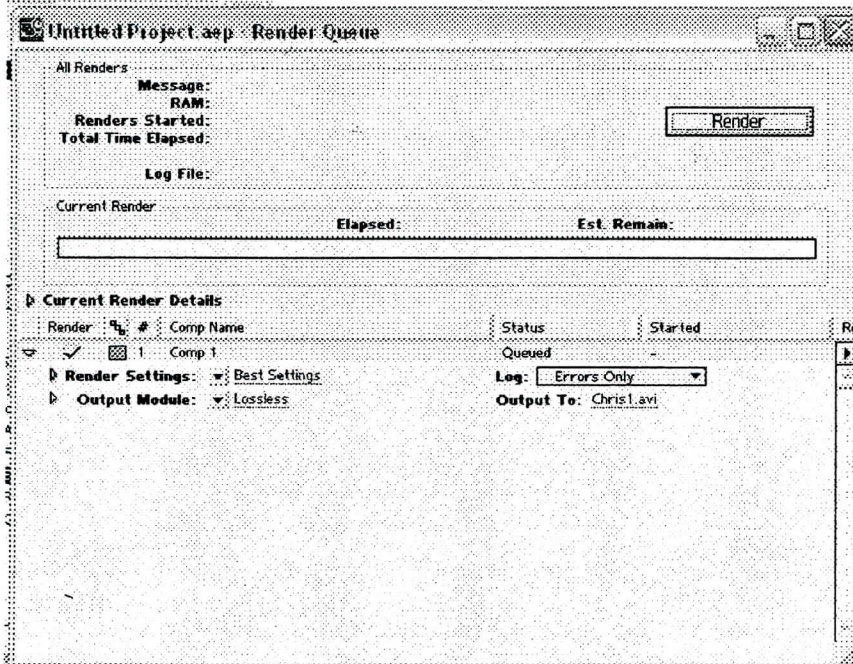 Untitled Project.aep - Render Queue
All Renders
Message:
RAM:
Renders Started:
Render
Total Time Elapsed:
Log File:
Current Render
Elapsed: Est. Remain:
Current Render Details
Render # Comp Name Status Started
1 Comp 1 Queued -
Render Settings: Best Settings Log: Errors Only
Output Module: Lossless Output To: Chris1.avi